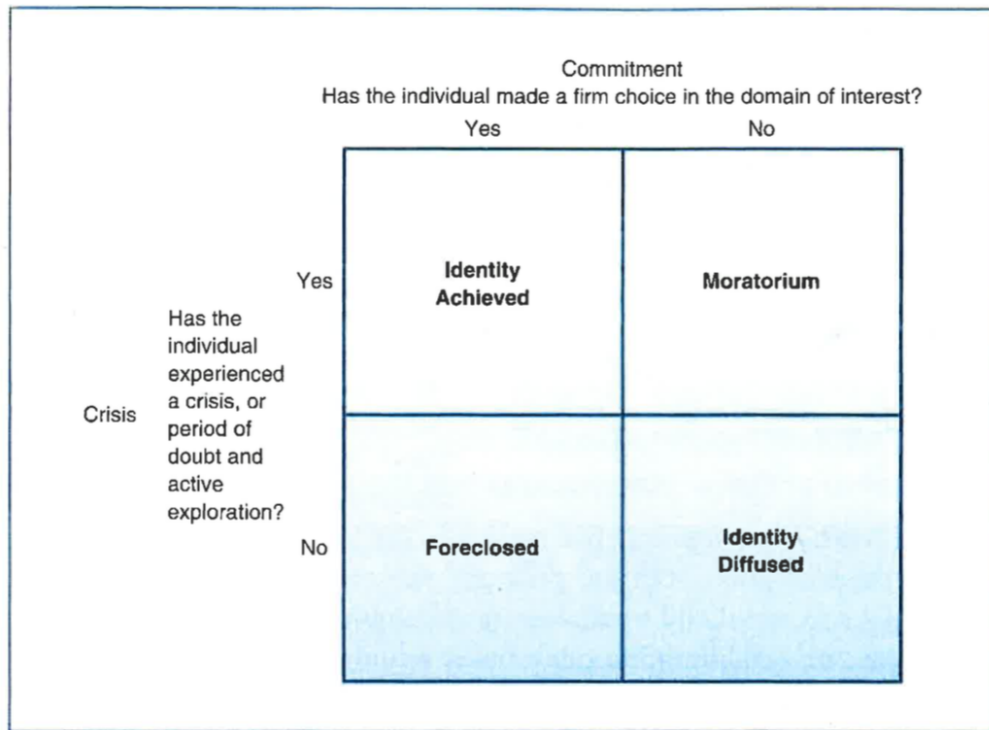 Commitment
Has the individual made a firm choice in the domain of interest?
Yes
No
Yes
Identity
Achieved
Moratorium
Crisis
Has the
individual
experienced
a crisis, or
period of
doubt and
active
exploration?
No
Foreclosed
Identity
Diffused